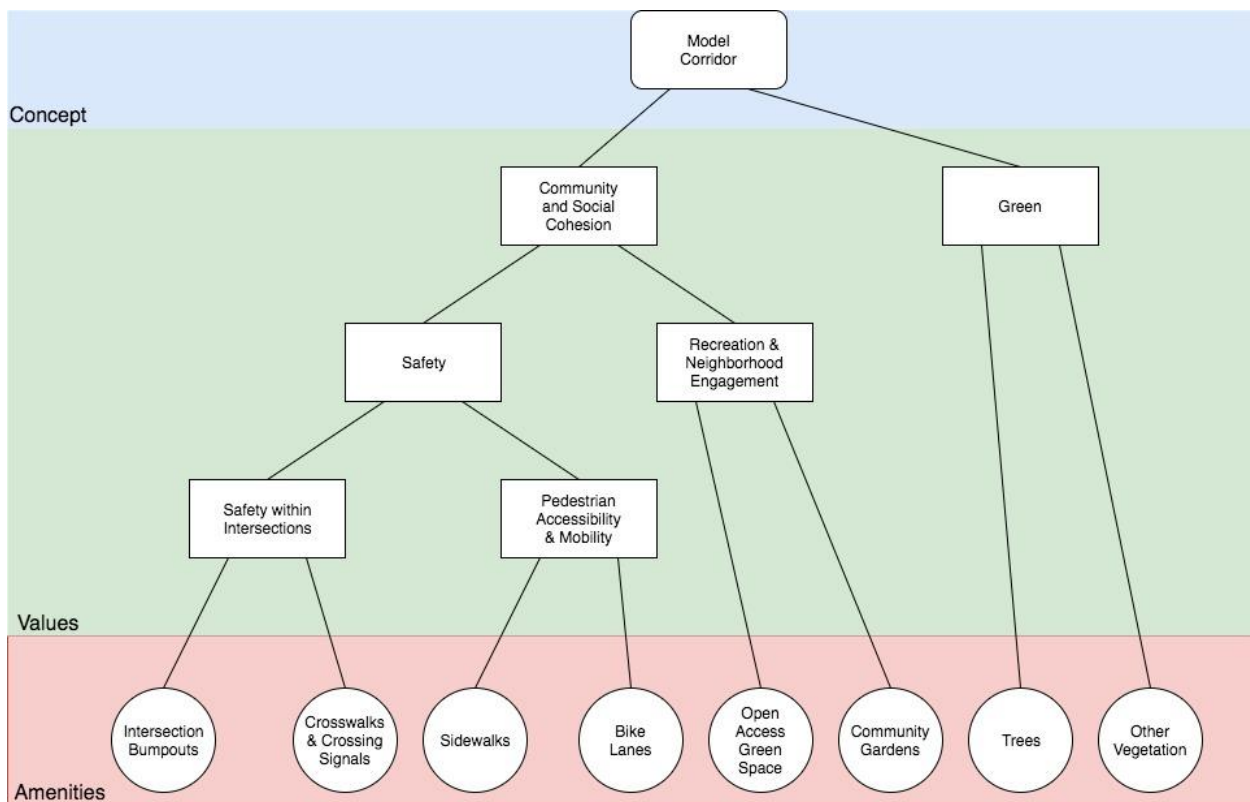 Model
Corridor
Concept
Community
and Social
Cohesion
Green
Safety
Recreation &
Neighborhood
Engagement
Safety within
Intersections
Pedestrian
Accessibility
& Mobility
Values
Intersection
Bumpouts
Crosswalks
& Crossing
Signals
Sidewalks
Bike
Lanes
Open
Access
Green
Space
Community
Gardens
Trees
Other
Vegetation
Amenities